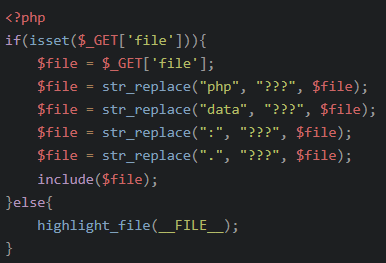 <?php
if(isset($_GET['file'])){
    $file = $_GET['file'];
    $file = str_replace("php", "???", $file);
    $file = str_replace("data", "???", $file);
    $file = str_replace(":", "???", $file);
    $file = str_replace(".", "???", $file);
    include($file);
}else{
    highlight_file(__FILE__);
}